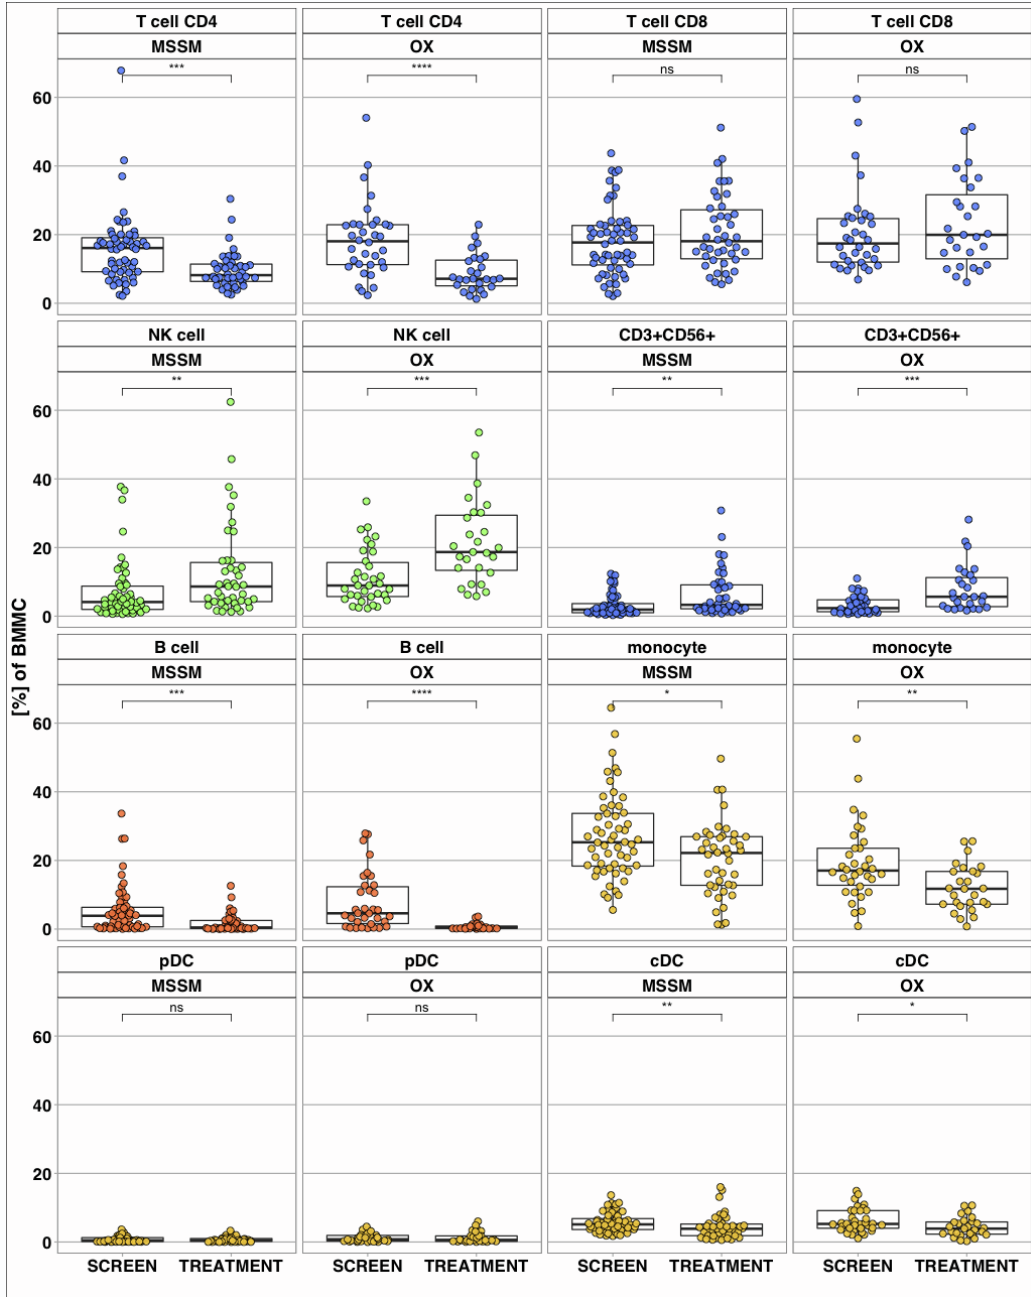 T cell CD4 T cell CD4 T cell CD8 T cell CD8
MSSM OX MSSM OX
*** **** ns ns
60
40
20
0
NK cell NK cell CD3+CD56+ CD3+CD56+
MSSM OX MSSM OX
** *** ** ***
60
40
20
0
[%] of BMMC
B cell B cell monocyte monocyte
MSSM OX MSSM OX
*** **** * **
60
40
20
0
pDC pDC cDC cDC
MSSM OX MSSM OX
ns ns ** *
60
40
20
0
SCREEN TREATMENT SCREEN TREATMENT SCREEN TREATMENT SCREEN TREATMENT